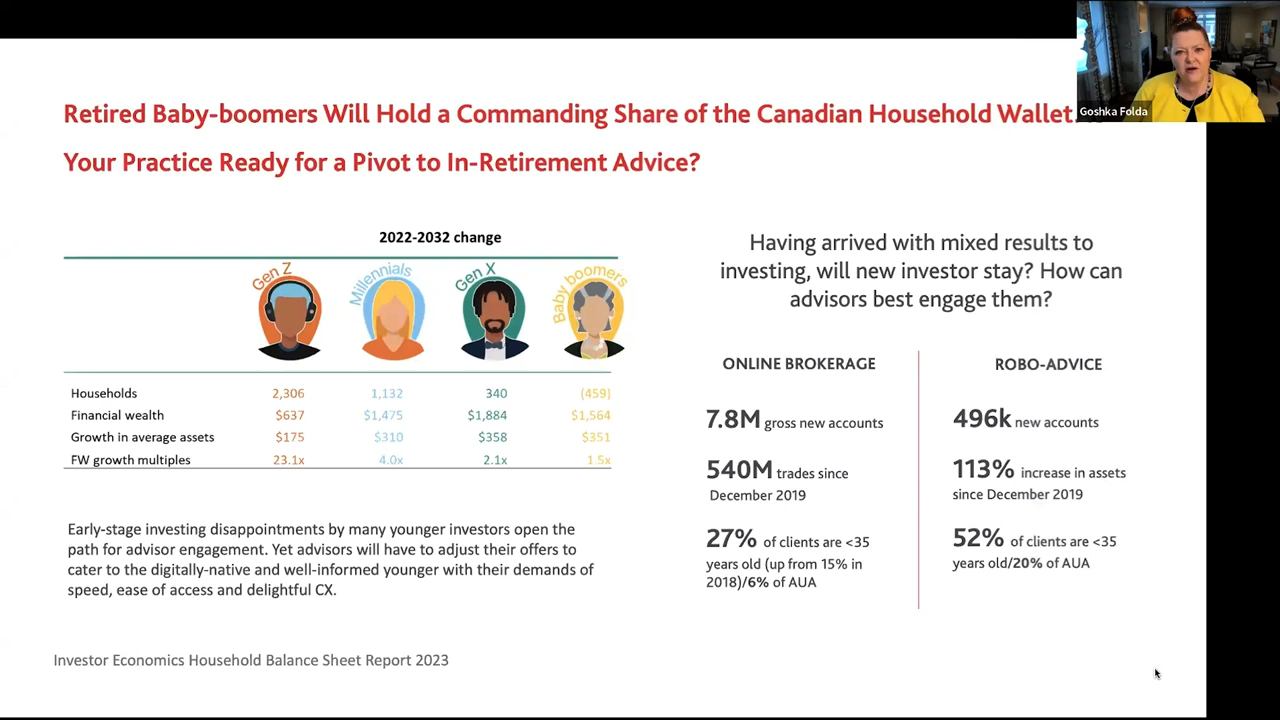 Goshka Folda
Retired Baby-boomers Will Hold a Commanding Share of the Canadian Household Wallet.
Your Practice Ready for a Pivot to In-Retirement Advice?
2022-2032 change
Gen Z Millennials Gen X Baby boomers
Households 2,306 1,132 340 (459)
Financial wealth $637 $1,475 $1,884 $1,564
Growth in average assets $175 $310 $358 $351
FW growth multiples 23.1x 4.0x 2.1x 1.5x
Early-stage investing disappointments by many younger investors open the
path for advisor engagement. Yet advisors will have to adjust their offers to
cater to the digitally-native and well-informed younger with their demands of
speed, ease of access and delightful CX.
Having arrived with mixed results to
investing, will new investor stay? How can
advisors best engage them?
ONLINE BROKERAGE
7.8M gross new accounts
540M trades since
December 2019
27% of clients are <35
years old (up from 15% in
2018)/6% of AUA
ROBO-ADVICE
496k new accounts
113% increase in assets
since December 2019
52% of clients are <35
years old/20% of AUA
Investor Economics Household Balance Sheet Report 2023